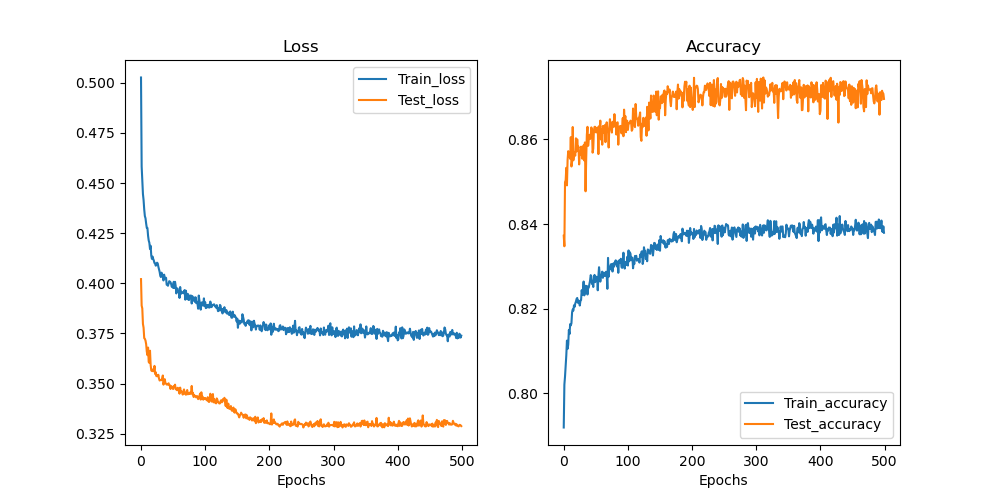 Loss
0.500
0.475
0.450
0.425
0.400
0.375
0.350
0.325
0 100 200 300 400 500
Epochs
Train_loss
Test_loss
Accuracy
0.86
0.84
0.82
0.80
0 100 200 300 400 500
Epochs
Train_accuracy
Test_accuracy